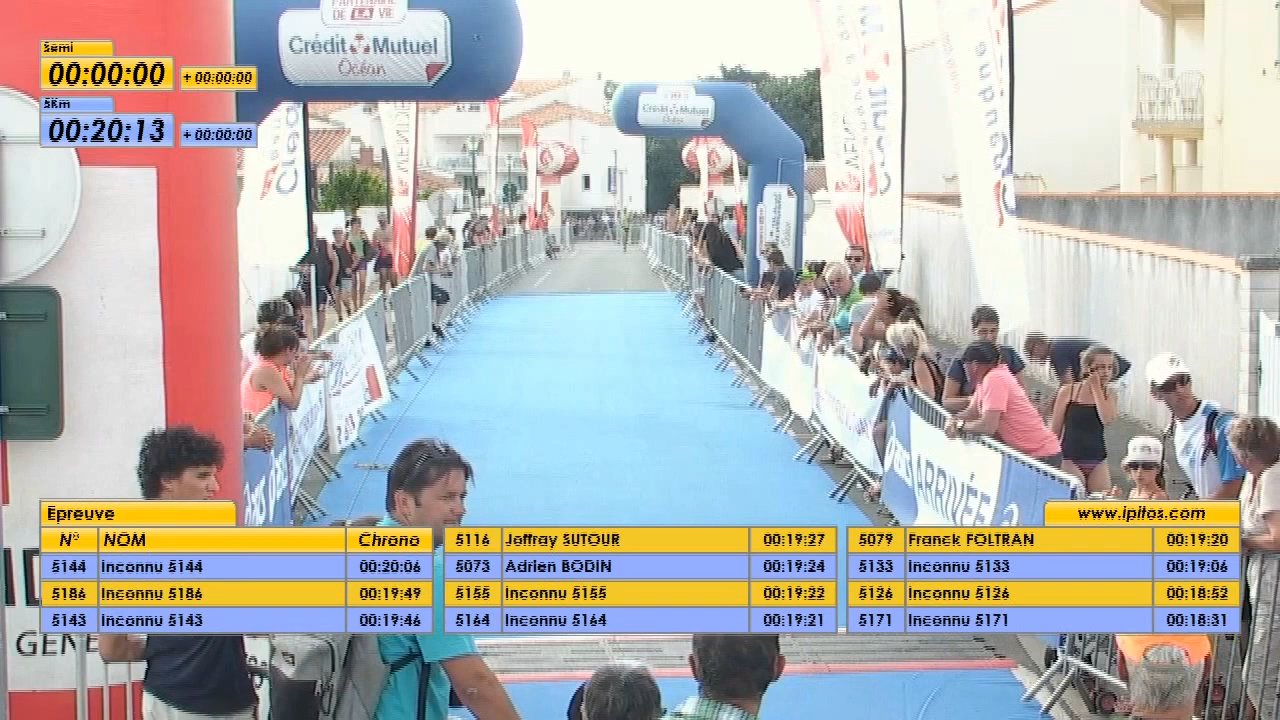 PARTENAIRE
DE LA VIE
Crédit Mutuel
Océan
Semi
00:00:00
+ 00:00:00
5Km
00:20:13
+ 00:00:00
Crédit Mutuel
Océan
ARRIVÉE
Epreuve
www.ipitos.com
N° NOM Chrono
5144 Inconnu 5144 00:20:06
5186 Inconnu 5186 00:19:49
5143 Inconnu 5143 00:19:46
5116 Joffray SUTOUR 00:19:27
5073 Adrien BODIN 00:19:24
5155 Inconnu 5155 00:19:22
5164 Inconnu 5164 00:19:21
5079 Franck FOLTRAN 00:19:20
5133 Inconnu 5133 00:19:06
5126 Inconnu 5126 00:18:52
5171 Inconnu 5171 00:18:31